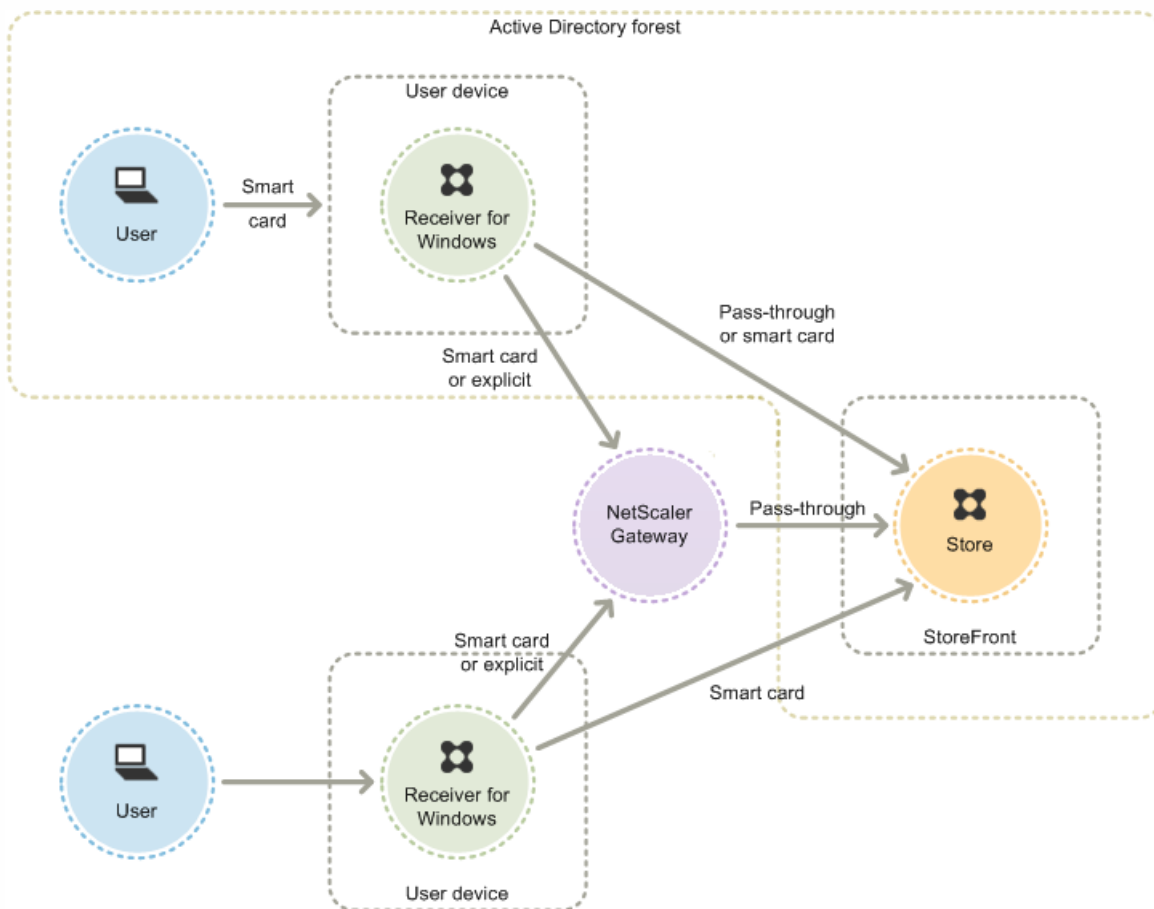 Active Directory forest
User device
Smart
card
User
Receiver for
Windows
Pass-through
or smart card
Smart card
or explicit
NetScaler
Gateway
Pass-through
Store
StoreFront
Smart card
or explicit
Smart card
User
Receiver for
Windows
User device